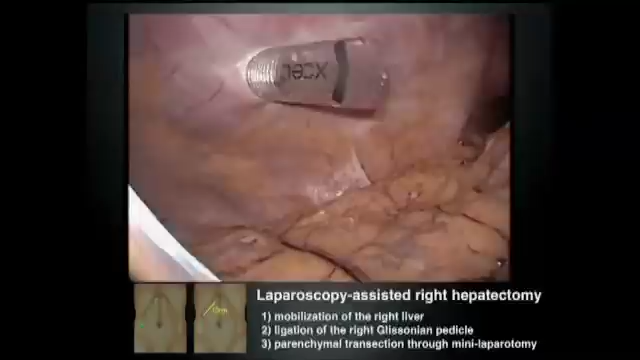 XCEL
Laparoscopy-assisted right hepatectomy
1) mobilization of the right liver
2) ligation of the right Glissonian pedicle
3) parenchymal transection through mini-laparotomy